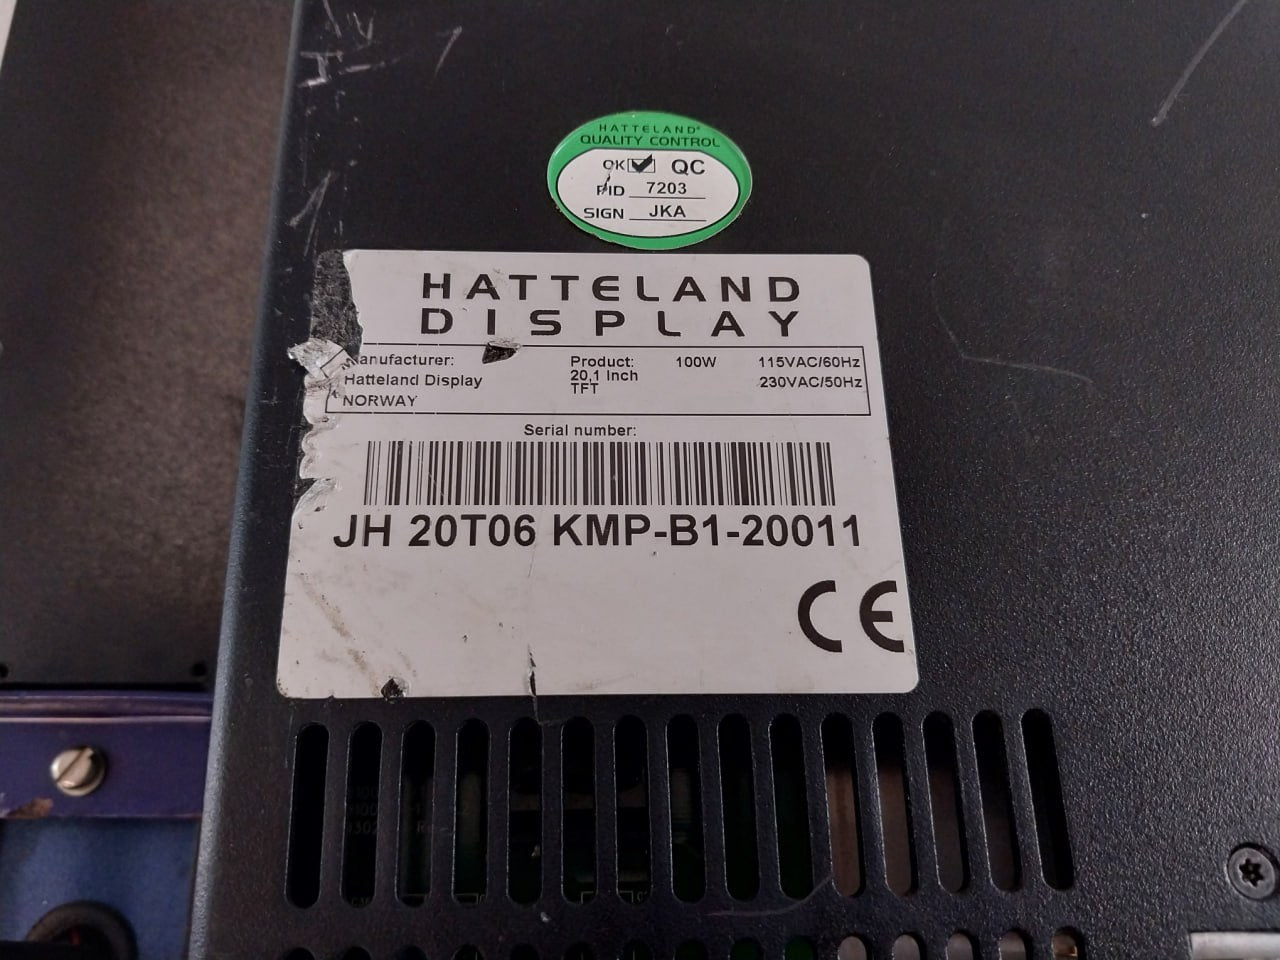 HATTELAND®
QUALITY CONTROL
OK QC
PID 7203
SIGN JKA
HATTELAND
DISPLAY
Manufacturer:
Hatteland Display
NORWAY
Product:
20,1 Inch
TFT
100W
115VAC/60Hz
230VAC/50Hz
Serial number:
JH 20T06 KMP-B1-20011
CE